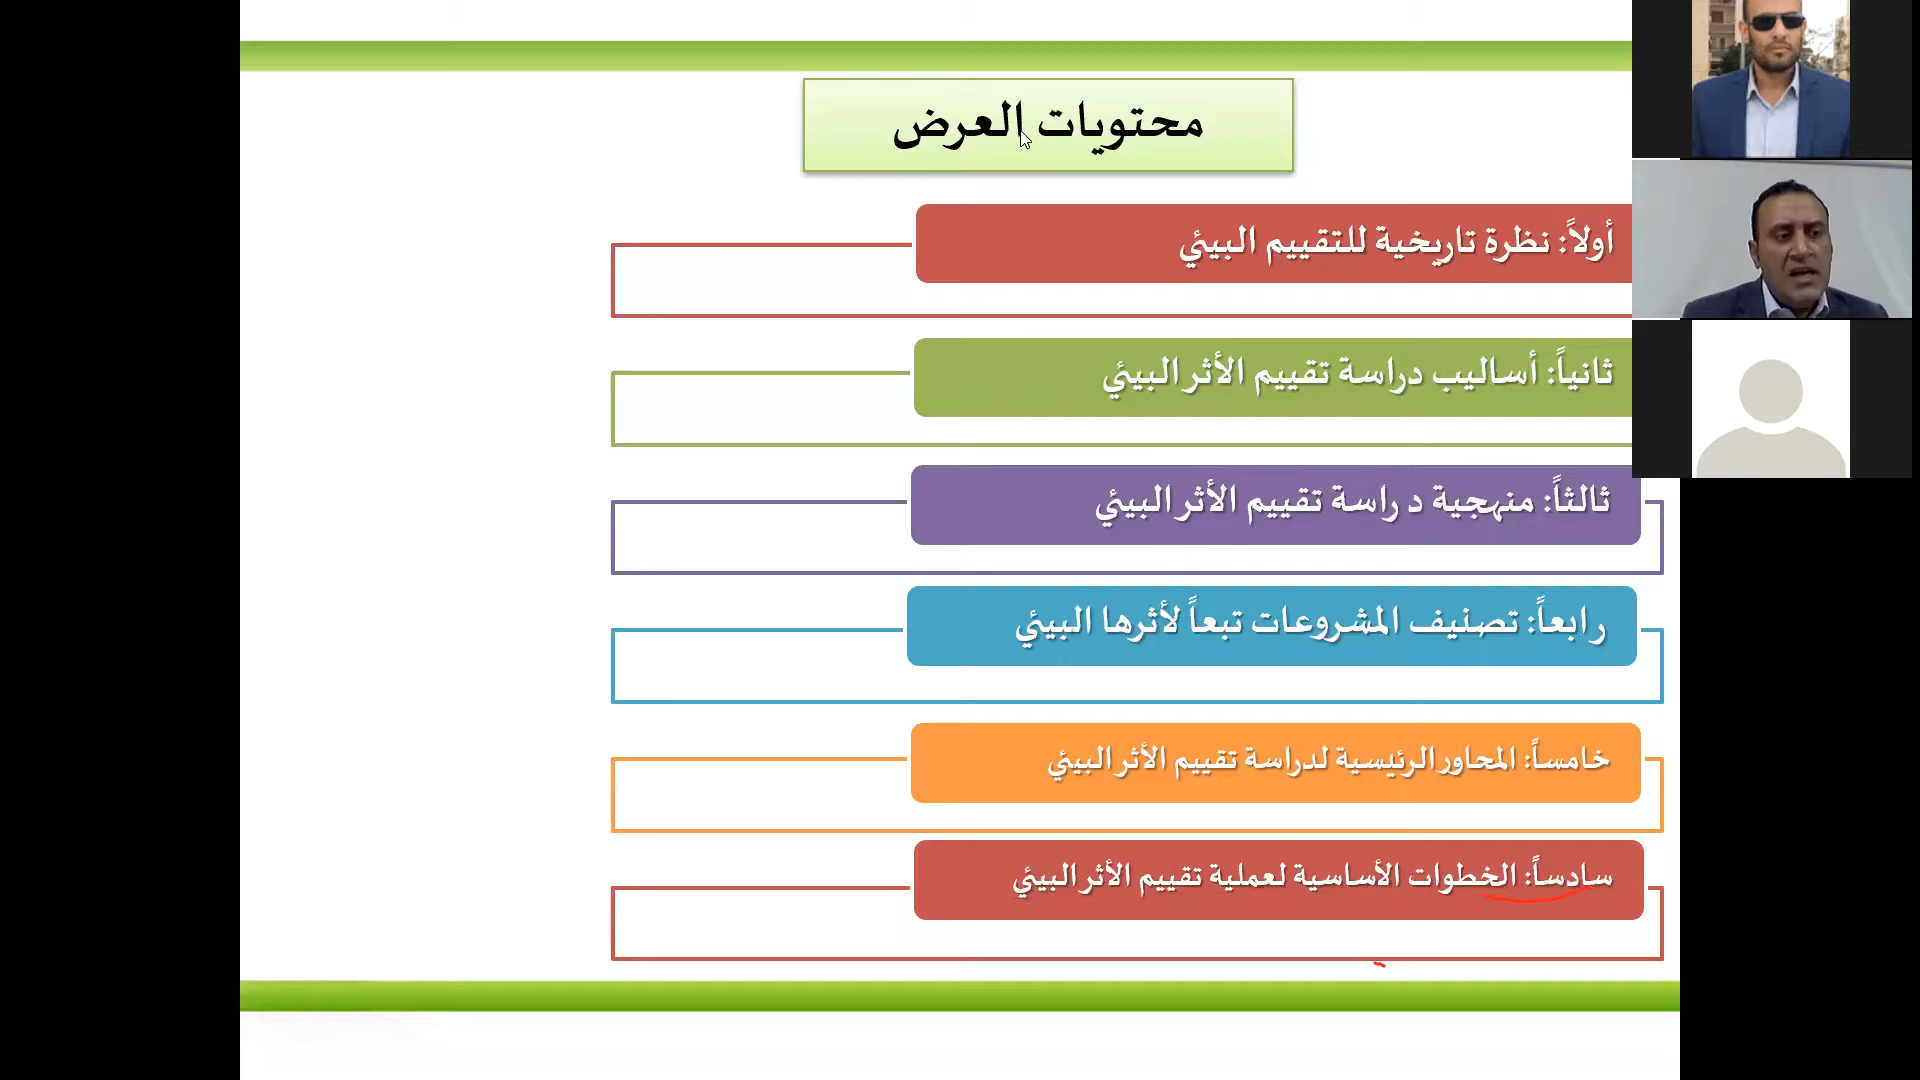 محتويات العرض
أولاً: نظرة تاريخية للتقييم البيئي
ثانياً: أساليب دراسة تقييم الأثر البيئي
ثالثاً: منهجية دراسة تقييم الأثر البيئي
رابعاً: تصنيف المشروعات تبعاً لأثرها البيئي
خامساً: المحاور الرئيسية لدراسة تقييم الأثر البيئي
سادساً: الخطوات الأساسية لعملية تقييم الأثر البيئي